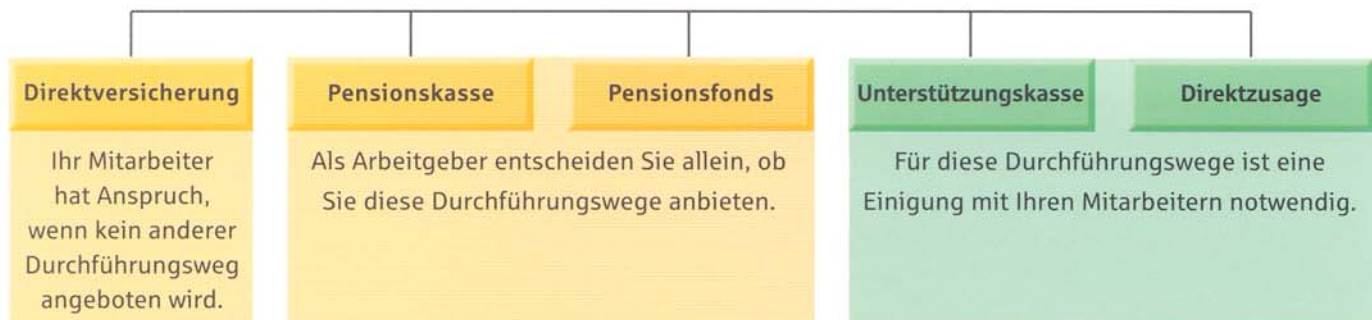 Direktversicherung
Ihr Mitarbeiter
hat Anspruch,
wenn kein anderer
Durchführungsweg
angeboten wird.
Pensionskasse
Pensionsfonds
Als Arbeitgeber entscheiden Sie allein, ob
Sie diese Durchführungswege anbieten.
Unterstützungskasse
Direktzusage
Für diese Durchführungswege ist eine
Einigung mit Ihren Mitarbeitern notwendig.